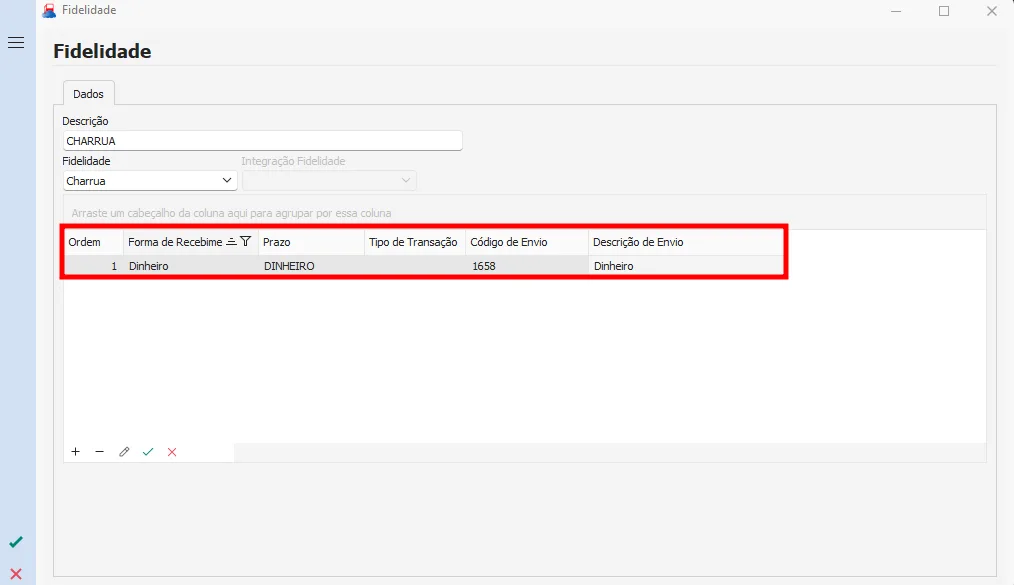 Fidelidade
Fidelidade
Dados
Descrição
CHARRUA
Fidelidade Integração Fidelidade
Charrua
Arraste um cabeçalho da coluna aqui para agrupar por essa coluna
Ordem Forma de Recebime Prazo Tipo de Transação Código de Envio Descrição de Envio
1 Dinheiro DINHEIRO 1658 Dinheiro